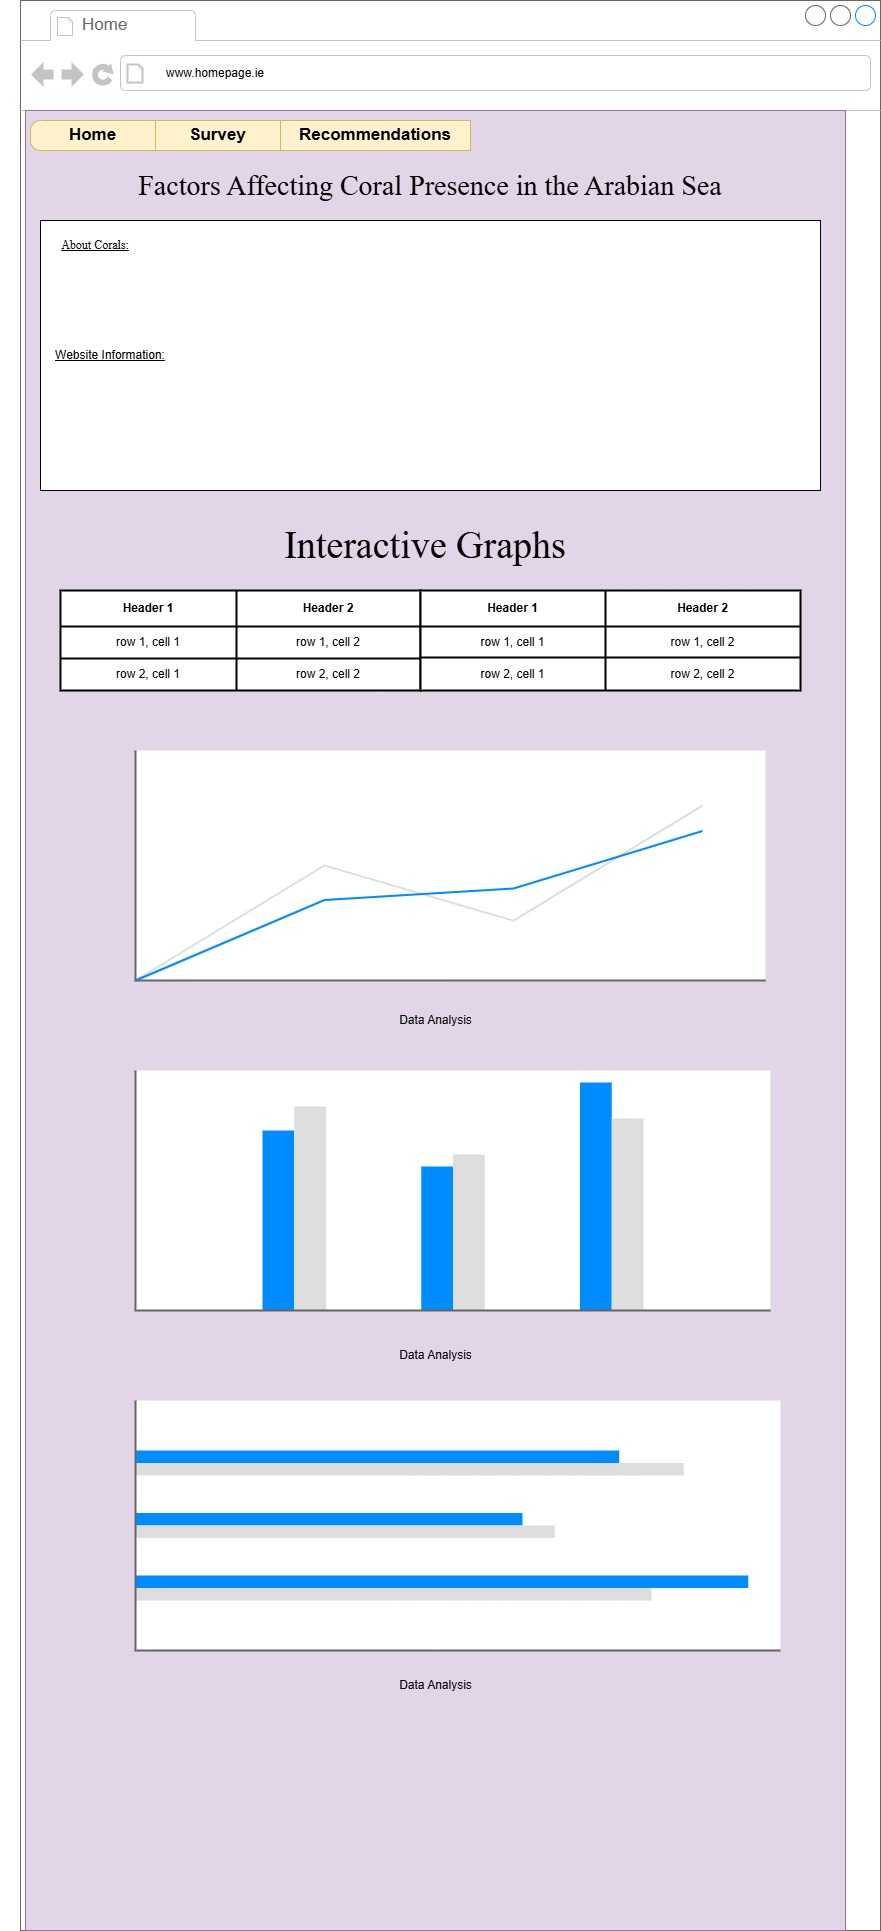 Home
www.homepage.ie
Home Survey Recommendations
Factors Affecting Coral Presence in the Arabian Sea
About Corals:
Website Information:
Interactive Graphs
Header 1 Header 2 Header 1 Header 2
row 1, cell 1 row 1, cell 2 row 1, cell 1 row 1, cell 2
row 2, cell 1 row 2, cell 2 row 2, cell 1 row 2, cell 2
Data Analysis
Data Analysis
Data Analysis